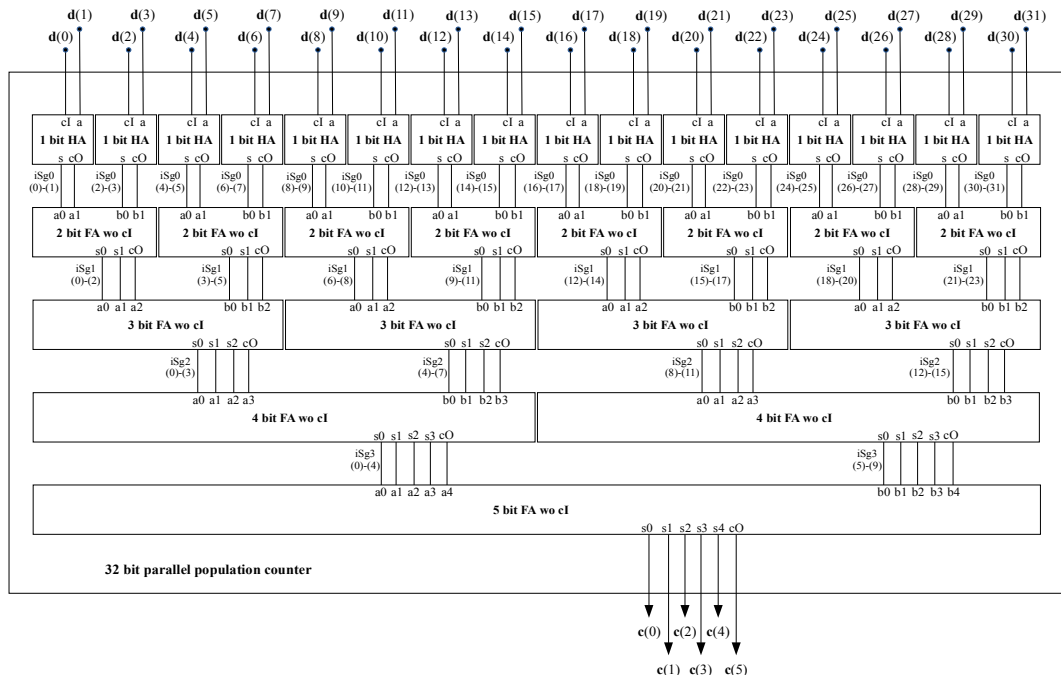 d(1) d(3) d(5) d(7) d(9) d(11) d(13) d(15) d(17) d(19) d(21) d(23) d(25) d(27) d(29) d(31)
d(0) d(2) d(4) d(6) d(8) d(10) d(12) d(14) d(16) d(18) d(20) d(22) d(24) d(26) d(28) d(30)
cI a cI a cI a cI a cI a cI a cI a cI a cI a cI a cI a cI a cI a cI a cI a cI a
1 bit HA 1 bit HA 1 bit HA 1 bit HA 1 bit HA 1 bit HA 1 bit HA 1 bit HA 1 bit HA 1 bit HA 1 bit HA 1 bit HA 1 bit HA 1 bit HA 1 bit HA 1 bit HA
s cO s cO s cO s cO s cO s cO s cO s cO s cO s cO s cO s cO s cO s cO s cO s cO
iSg0 iSg0 iSg0 iSg0 iSg0 iSg0 iSg0 iSg0 iSg0 iSg0 iSg0 iSg0 iSg0 iSg0 iSg0 iSg0
(0)-(1) (2)-(3) (4)-(5) (6)-(7) (8)-(9) (10)-(11) (12)-(13) (14)-(15) (16)-(17) (18)-(19) (20)-(21) (22)-(23) (24)-(25) (26)-(27) (28)-(29) (30)-(31)
a0 a1 b0 b1 a0 a1 b0 b1 a0 a1 b0 b1 a0 a1 b0 b1 a0 a1 b0 b1 a0 a1 b0 b1 a0 a1 b0 b1 a0 a1 b0 b1
2 bit FA wo cI 2 bit FA wo cI 2 bit FA wo cI 2 bit FA wo cI 2 bit FA wo cI 2 bit FA wo cI 2 bit FA wo cI 2 bit FA wo cI
s0 s1 cO s0 s1 cO s0 s1 cO s0 s1 cO s0 s1 cO s0 s1 cO s0 s1 cO s0 s1 cO
iSg1 iSg1 iSg1 iSg1 iSg1 iSg1 iSg1 iSg1
(0)-(2) (3)-(5) (6)-(8) (9)-(11) (12)-(14) (15)-(17) (18)-(20) (21)-(23)
a0 a1 a2 b0 b1 b2 a0 a1 a2 b0 b1 b2 a0 a1 a2 b0 b1 b2 a0 a1 a2 b0 b1 b2
3 bit FA wo cI 3 bit FA wo cI 3 bit FA wo cI 3 bit FA wo cI
s0 s1 s2 cO s0 s1 s2 cO s0 s1 s2 cO s0 s1 s2 cO
iSg2 iSg2 iSg2 iSg2
(0)-(3) (4)-(7) (8)-(11) (12)-(15)
a0 a1 a2 a3 b0 b1 b2 b3 a0 a1 a2 a3 b0 b1 b2 b3
4 bit FA wo cI 4 bit FA wo cI
s0 s1 s2 s3 cO s0 s1 s2 s3 cO
iSg3 iSg3
(0)-(4) (5)-(9)
a0 a1 a2 a3 a4 b0 b1 b2 b3 b4
5 bit FA wo cI
s0 s1 s2 s3 s4 cO
32 bit parallel population counter
c(0) c(2) c(4)
c(1) c(3) c(5)